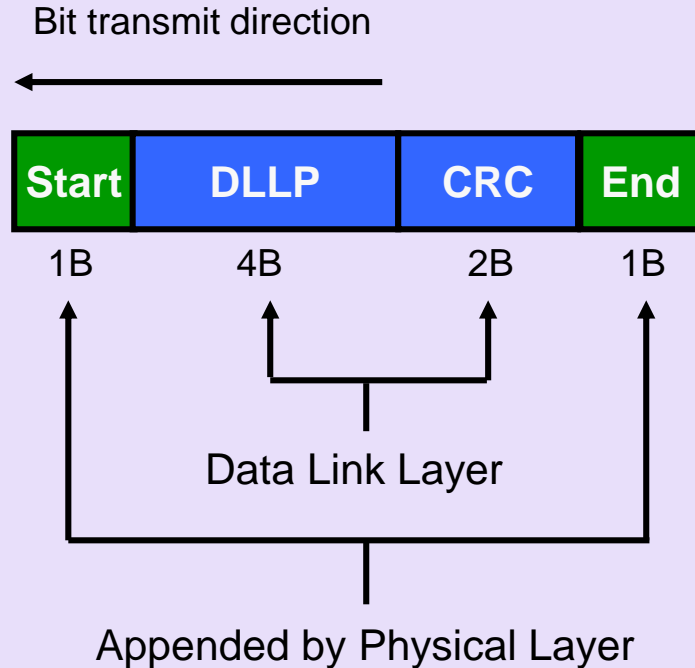 Bit transmit direction
Start DLLP CRC End
1B 4B 2B 1B
Data Link Layer
Appended by Physical Layer